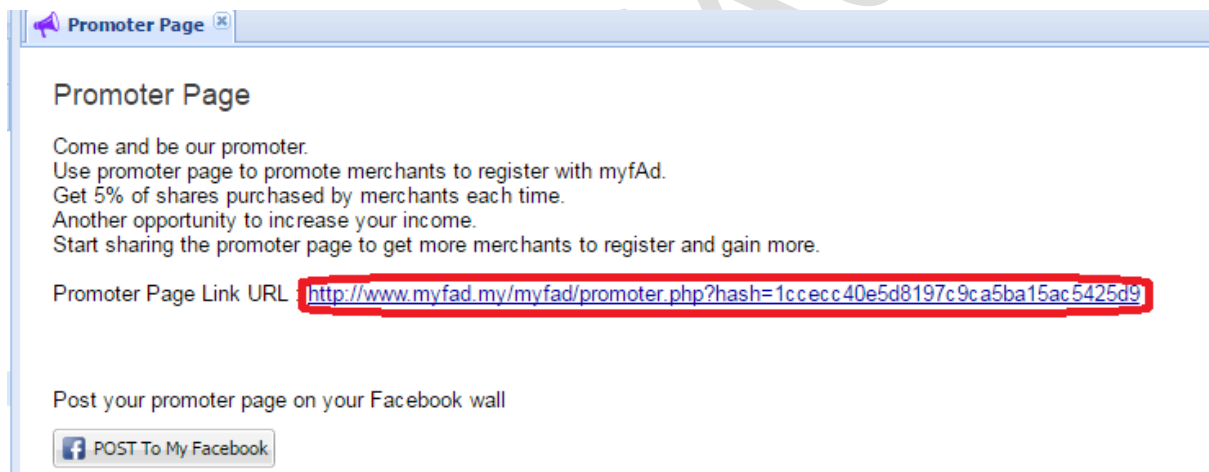 Promoter Page
Promoter Page
Come and be our promoter.
Use promoter page to promote merchants to register with myfAd.
Get 5% of shares purchased by merchants each time.
Another opportunity to increase your income.
Start sharing the promoter page to get more merchants to register and gain more.
Promoter Page Link URL : http://www.myfad.my/myfad/promoter.php?hash=1ccecc40e5d8197c9ca5ba15ac5425d9
Post your promoter page on your Facebook wall
POST To My Facebook